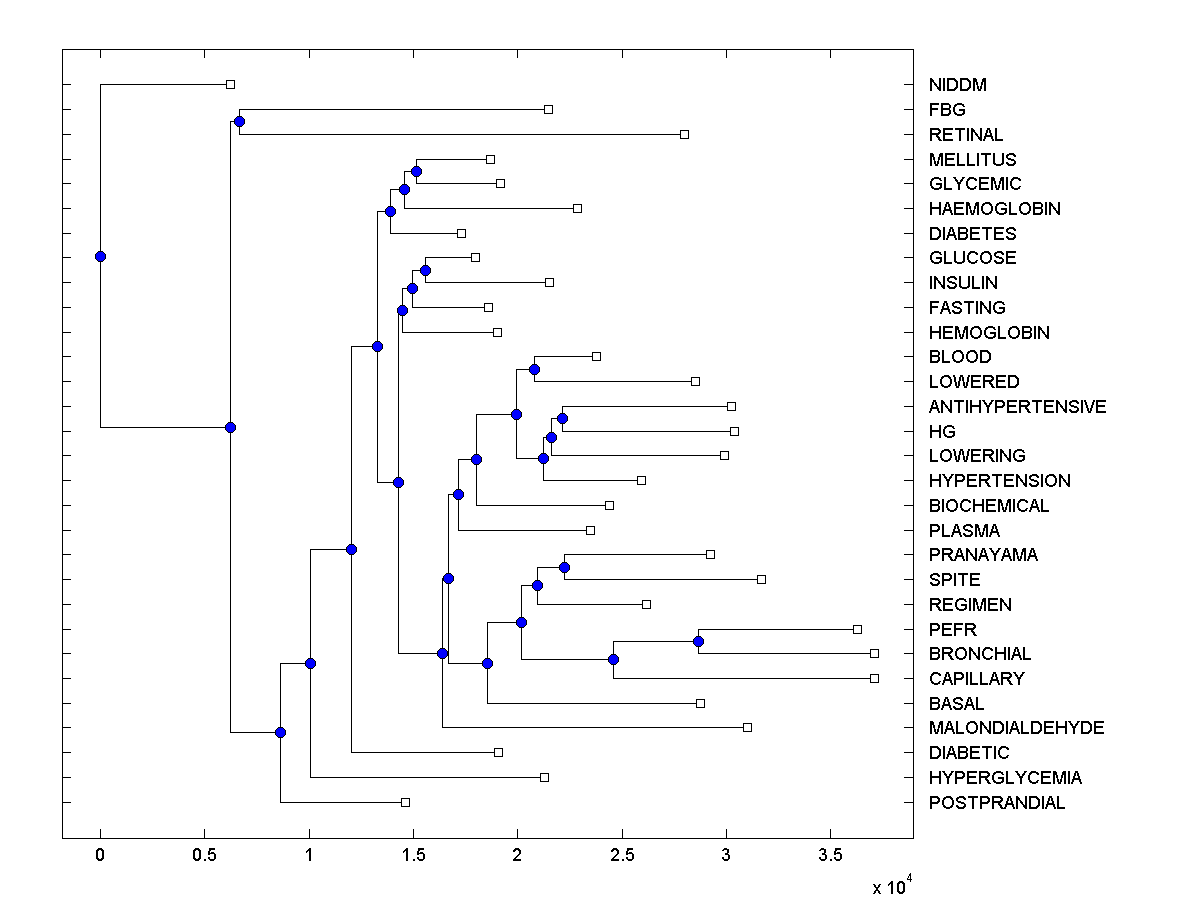 NIDDM
FBG
RETINAL
MELLITUS
GLYCEMIC
HAEMOGLOBIN
DIABETES
GLUCOSE
INSULIN
FASTING
HEMOGLOBIN
BLOOD
LOWERED
ANTIHYPERTENSIVE
HG
LOWERING
HYPERTENSION
BIOCHEMICAL
PLASMA
PRANAYAMA
SPITE
REGIMEN
PEFR
BRONCHIAL
CAPILLARY
BASAL
MALONDIALDEHYDE
DIABETIC
HYPERGLYCEMIA
POSTPRANDIAL
0 0.5 1 1.5 2 2.5 3 3.5
x 10^4